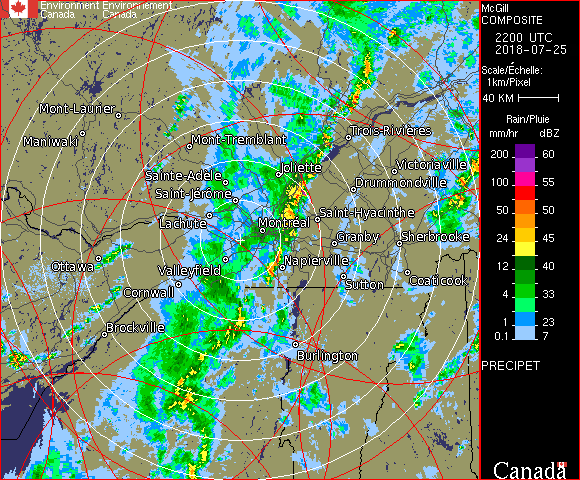 Environment Environnement
Canada Canada
McGill
COMPOSITE
2200 UTC
2018-07-25
Scale/Échelle:
1km/Pixel
40 KM
Rain/Pluie
mm/hr dBZ
200 60
100 55
50 50
24 45
12 40
4 33
1 23
0.1 7
PRECIPET
Canada
Mont-Laurier
Maniwaki
Mont-Tremblant
Trois-Rivières
Joliette
Victoriaville
Sainte-Adèle
Drummondville
Saint-Jérôme
Saint-Hyacinthe
Lachute
Montréal
Granby
Sherbrooke
Ottawa
Valleyfield
Napierville
Cornwall
Sutton
Coaticook
Brockville
Burlington